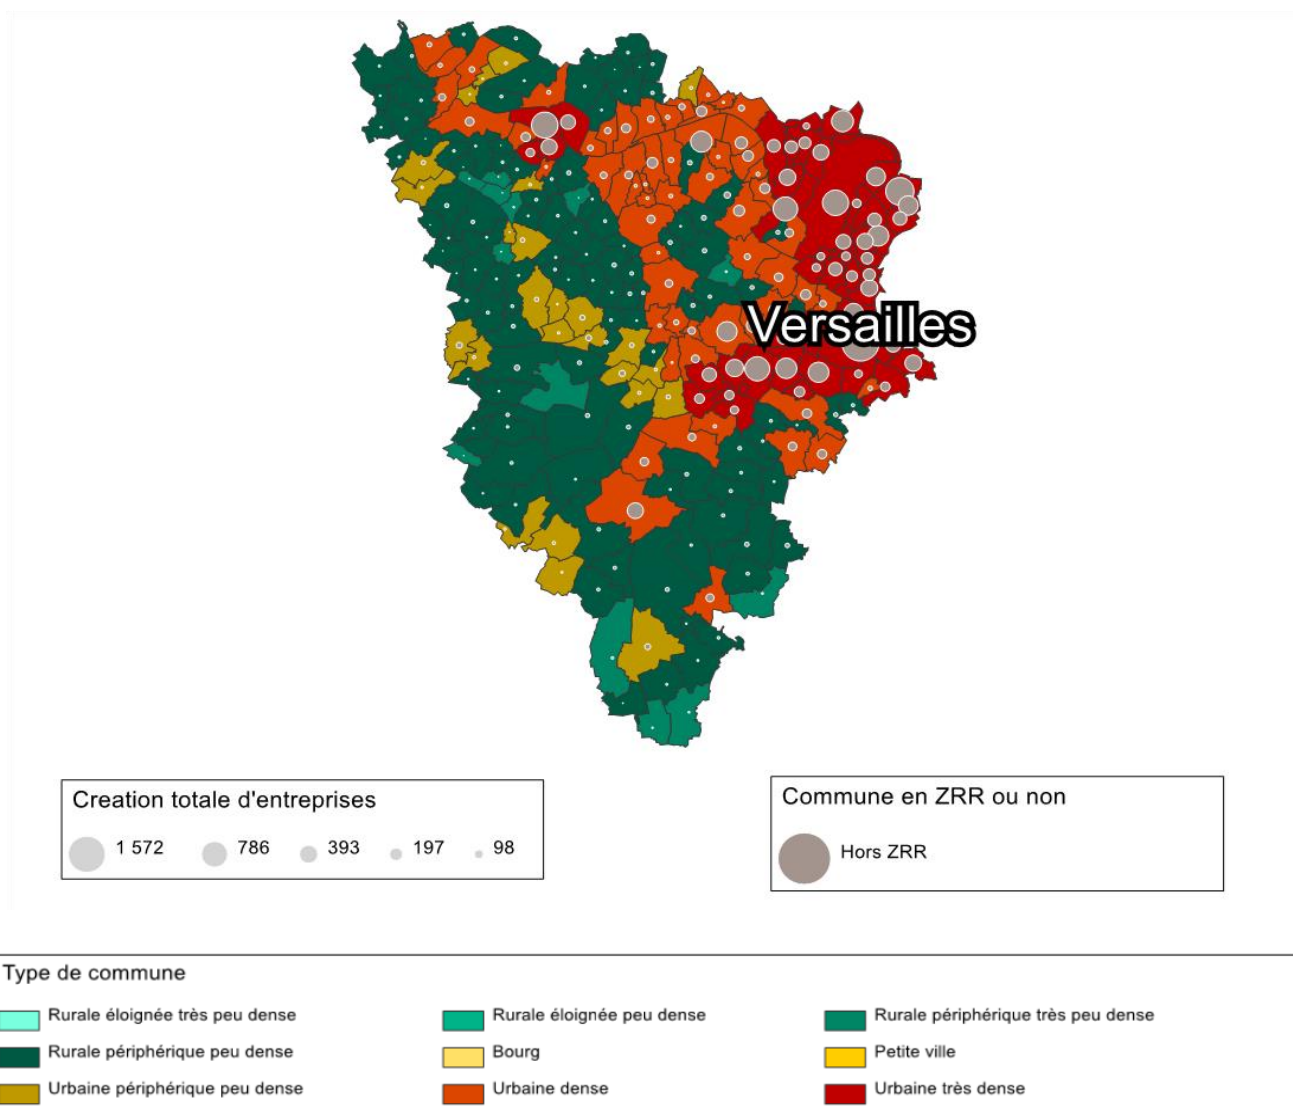 Versailles
Creation totale d'entreprises
1 572 786 393 197 98
Commune en ZRR ou non
Hors ZRR
Type de commune
Rurale éloignée très peu dense Rurale éloignée peu dense Rurale périphérique très peu dense
Rurale périphérique peu dense Bourg Petite ville
Urbaine périphérique peu dense Urbaine dense Urbaine très dense